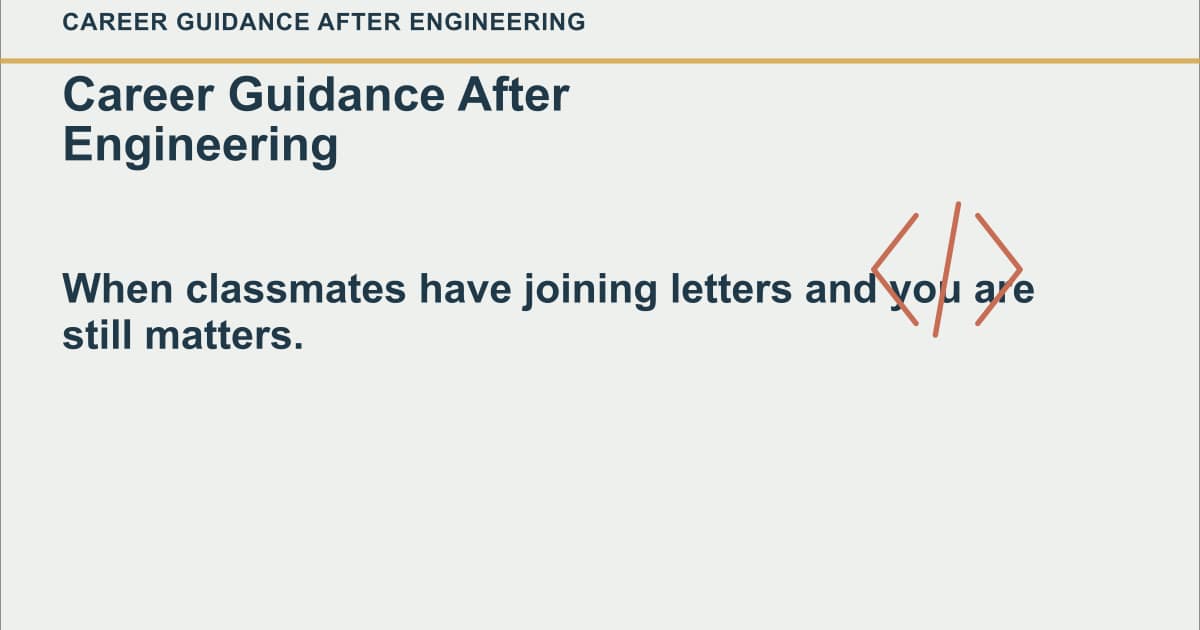 CAREER GUIDANCE AFTER ENGINEERING
Career Guidance After
Engineering
When classmates have joining letters and you are
still matters.